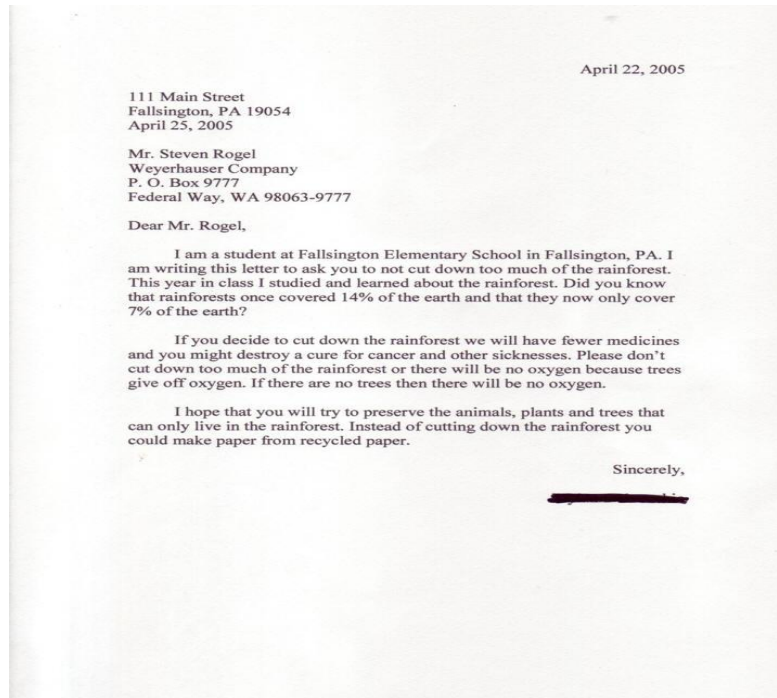 April 22, 2005
111 Main Street
Fallsington, PA 19054
April 25, 2005
Mr. Steven Rogel
Weyerhauser Company
P. O. Box 9777
Federal Way, WA 98063-9777
Dear Mr. Rogel,
I am a student at Fallsington Elementary School in Fallsington, PA. I
am writing this letter to ask you to not cut down too much of the rainforest.
This year in class I studied and learned about the rainforest. Did you know
that rainforests once covered 14% of the earth and that they now only cover
7% of the earth?
If you decide to cut down the rainforest we will have fewer medicines
and you might destroy a cure for cancer and other sicknesses. Please don't
cut down too much of the rainforest or there will be no oxygen because trees
give off oxygen. If there are no trees then there will be no oxygen.
I hope that you will try to preserve the animals, plants and trees that
can only live in the rainforest. Instead of cutting down the rainforest you
could make paper from recycled paper.
Sincerely,